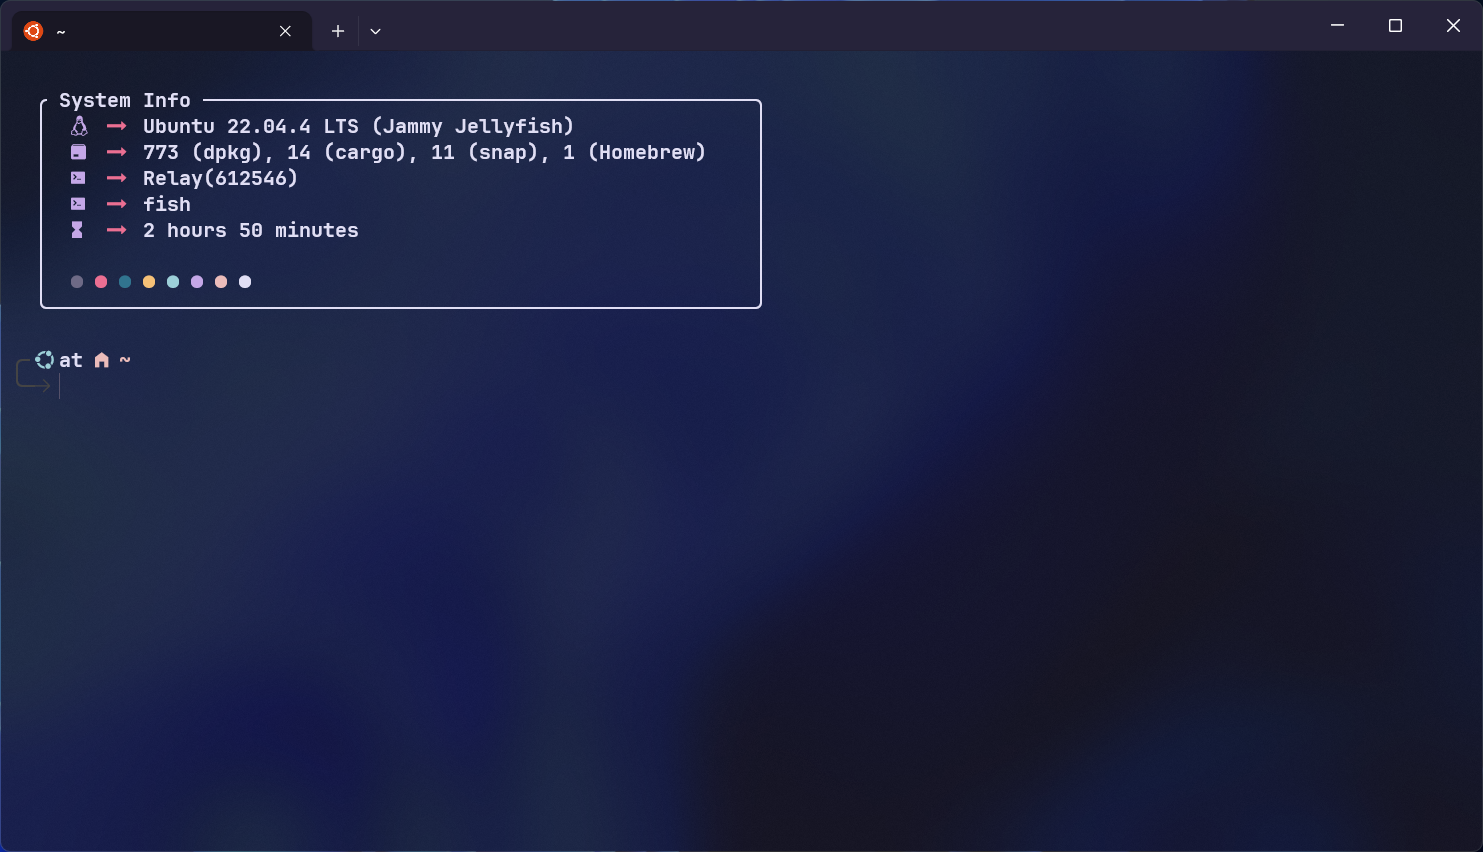 ~
System Info
Ubuntu 22.04.4 LTS (Jammy Jellyfish)
773 (dpkg), 14 (cargo), 11 (snap), 1 (Homebrew)
Relay(612546)
fish
2 hours 50 minutes
at ~